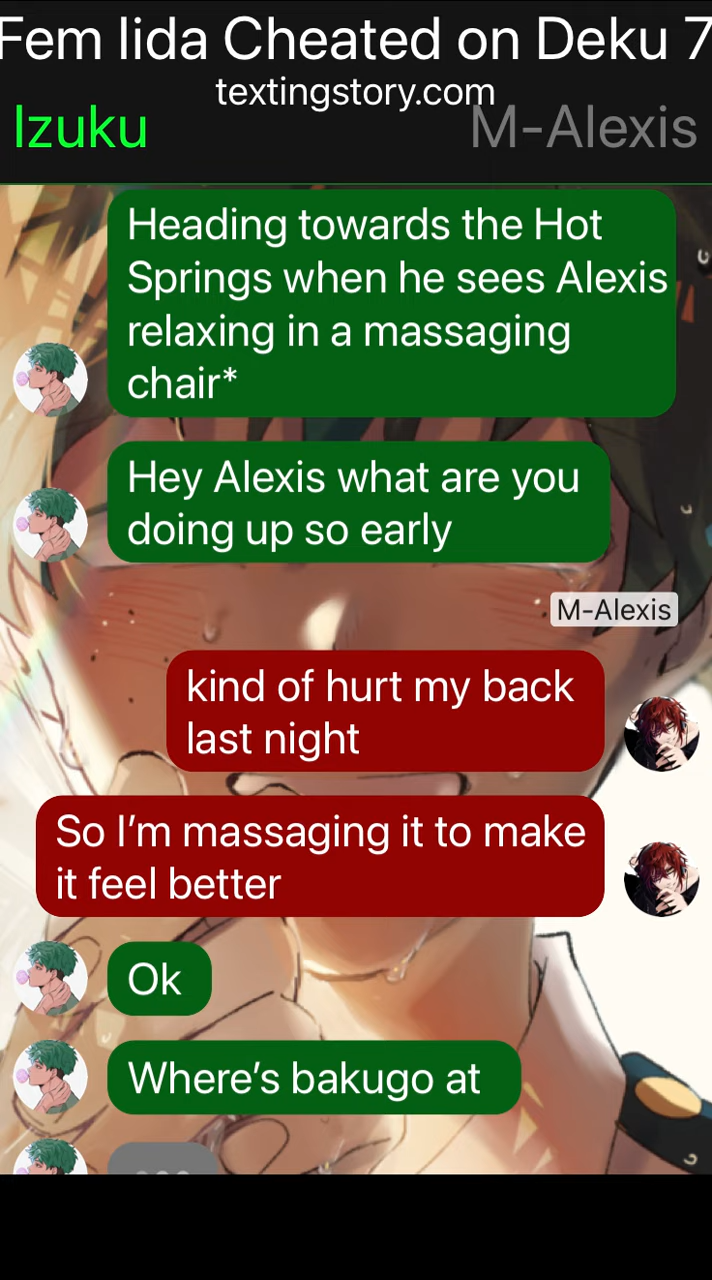 Fem Iida Cheated on Deku 7
textingstory.com
Izuku
M-Alexis
Heading towards the Hot
Springs when he sees Alexis
relaxing in a massaging
chair*
Hey Alexis what are you
doing up so early
M-Alexis
kind of hurt my back
last night
So I’m massaging it to make
it feel better
Ok
Where’s bakugo at